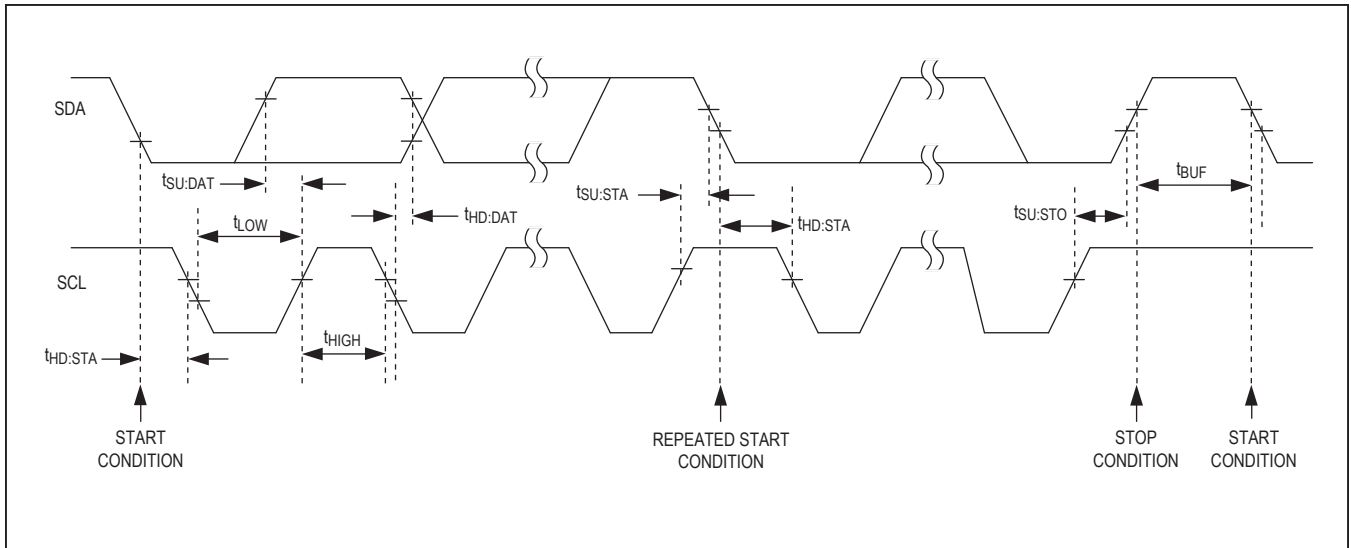 SDA
tSU:DAT
tLOW
tHD:DAT
tSU:STA
tHD:STA
tSU:STO
tBUF
SCL
tHD:STA
tHIGH
START
CONDITION
REPEATED START
CONDITION
STOP
CONDITION
START
CONDITION